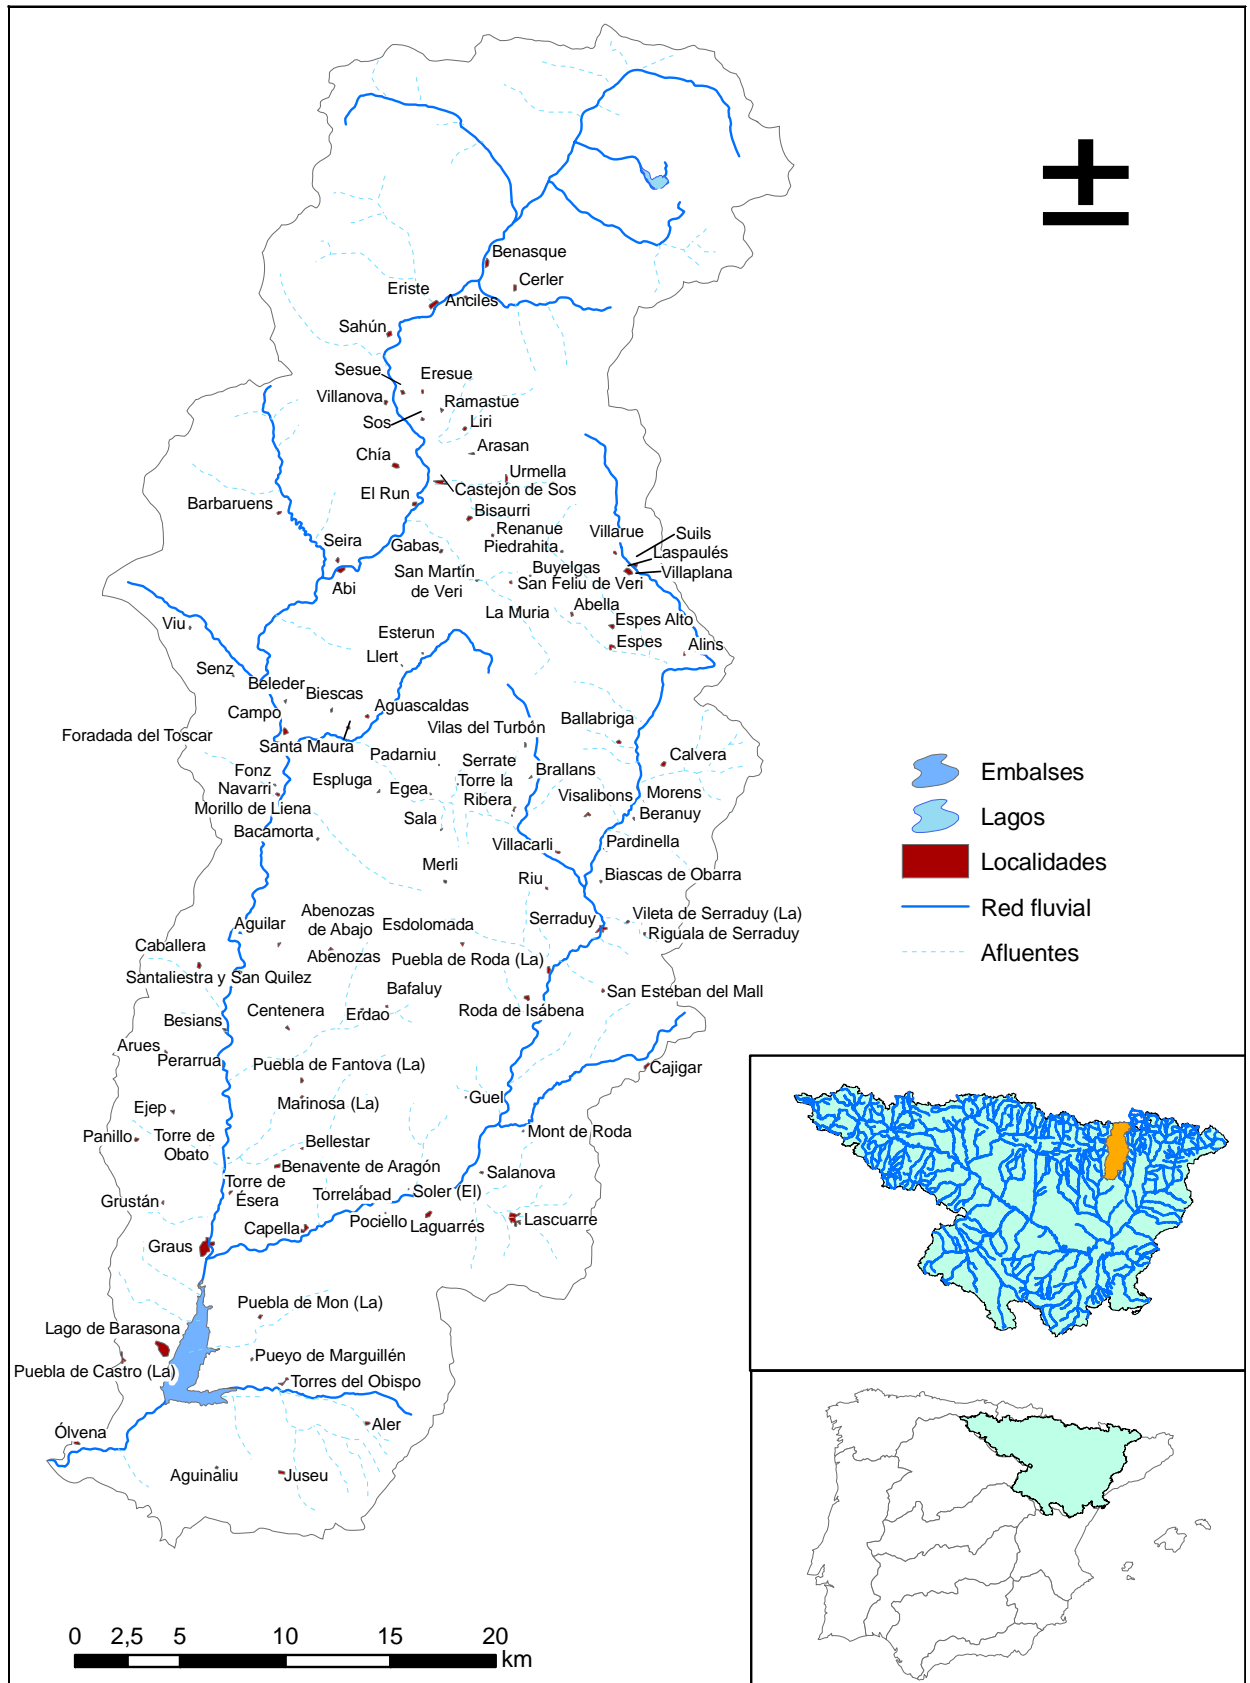 Benasque
Cerler
Eriste
Anciles
Sahún
Sesue
Eresue
Villanova
Ramastue
Sos
Liri
Arasan
Chía
Urmella
Castejón de Sos
El Run
Barbaruens
Bisaurri
Renanue
Villarue
Suils
Seira
Gabas
Piedrahita
Laspaulés
Abi
San Martín
de Veri
Buyelgas
Villaplana
San Feliu de Veri
La Muria
Abella
Viu
Espes Alto
Esterun
Espes
Alins
Llert
Senz
Beleder
Biescas
Campo
Aguascaldas
Ballabriga
Foradada del Toscar
Vilas del Turbón
Santa Maura
Padarniu
Calvera
Serrate
Fonz
Espluga
Torre la
Ribera
Brallans
Navarri
Egea
Visalibons
Morens
Morillo de Liena
Sala
Beranuy
Bacamorta
Villacarli
Pardinella
Merli
Riu
Biascas de Obarra
Abenozas
de Abajo
Esdolomada
Serraduy
Vileta de Serraduy (La)
Aguilar
Riguala de Serraduy
Caballera
Abenozas
Puebla de Roda (La)
Santaliestra y San Quilez
Bafaluy
San Esteban del Mall
Centenera
Erdao
Roda de Isábena
Besians
Arues
Perarrua
Puebla de Fantova (La)
Cajigar
Ejep
Marinosa (La)
Guel
Panillo
Torre de
Obato
Bellestar
Mont de Roda
Benavente de Aragón
Salanova
Grustán
Torre de
Ésera
Torrelabad
Soler (El)
Capella
Pociello
Laguarrés
Lascuarre
Graus
Puebla de Mon (La)
Lago de Barasona
Pueyo de Marguillén
Puebla de Castro (La)
Torres del Obispo
Ólvena
Aler
Aguinaliu
Juseu
±
Embalses
Lagos
Localidades
Red fluvial
Afluentes
0 2,5 5 10 15 20
km